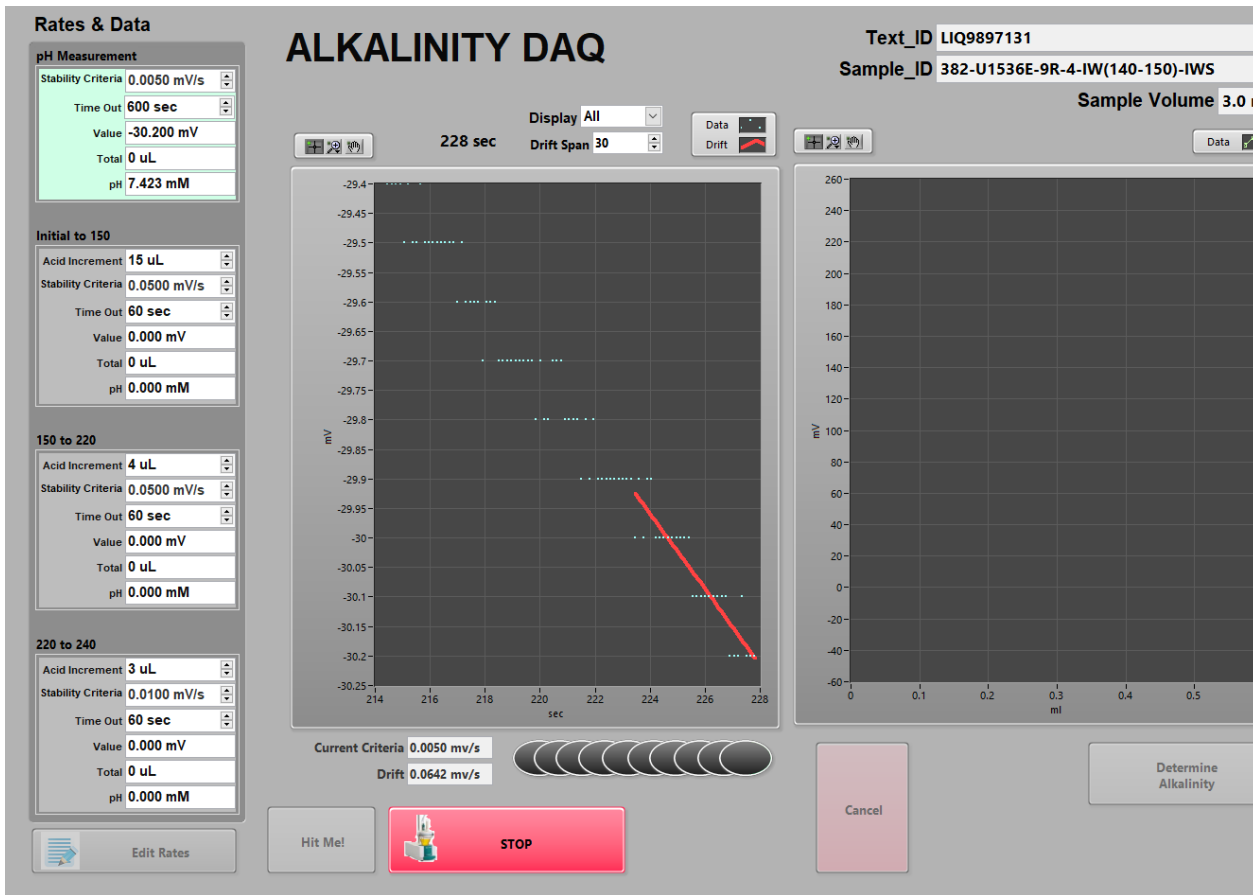 Rates & Data
pH Measurement
Stability Criteria 0.0050 mV/s
Time Out 600 sec
Value -30.200 mV
Total 0 uL
pH 7.423 mM
Initial to 150
Acid Increment 15 uL
Stability Criteria 0.0500 mV/s
Time Out 60 sec
Value 0.000 mV
Total 0 uL
pH 0.000 mM
150 to 220
Acid Increment 4 uL
Stability Criteria 0.0500 mV/s
Time Out 60 sec
Value 0.000 mV
Total 0 uL
pH 0.000 mM
220 to 240
Acid Increment 3 uL
Stability Criteria 0.0100 mV/s
Time Out 60 sec
Value 0.000 mV
Total 0 uL
pH 0.000 mM
Edit Rates
ALKALINITY DAQ
Text_ID LIQ9897131
Sample_ID 382-U1536E-9R-4-IW(140-150)-IWS
Sample Volume 3.0
228 sec
Display All
Drift Span 30
Data
Drift
-29.4
-29.45
-29.5
-29.55
-29.6
-29.65
-29.7
-29.75
-29.8
-29.85
-29.9
-29.95
-30
-30.05
-30.1
-30.15
-30.2
-30.25
mV
214 216 218 220 222 224 226 228
sec
Data
260
240
220
200
180
160
140
120
100
80
60
40
20
0
-20
-40
-60
mV
0 0.1 0.2 0.3 0.4 0.5
ml
Current Criteria 0.0050 mv/s
Drift 0.0642 mv/s
Hit Me!
STOP
Cancel
Determine
Alkalinity